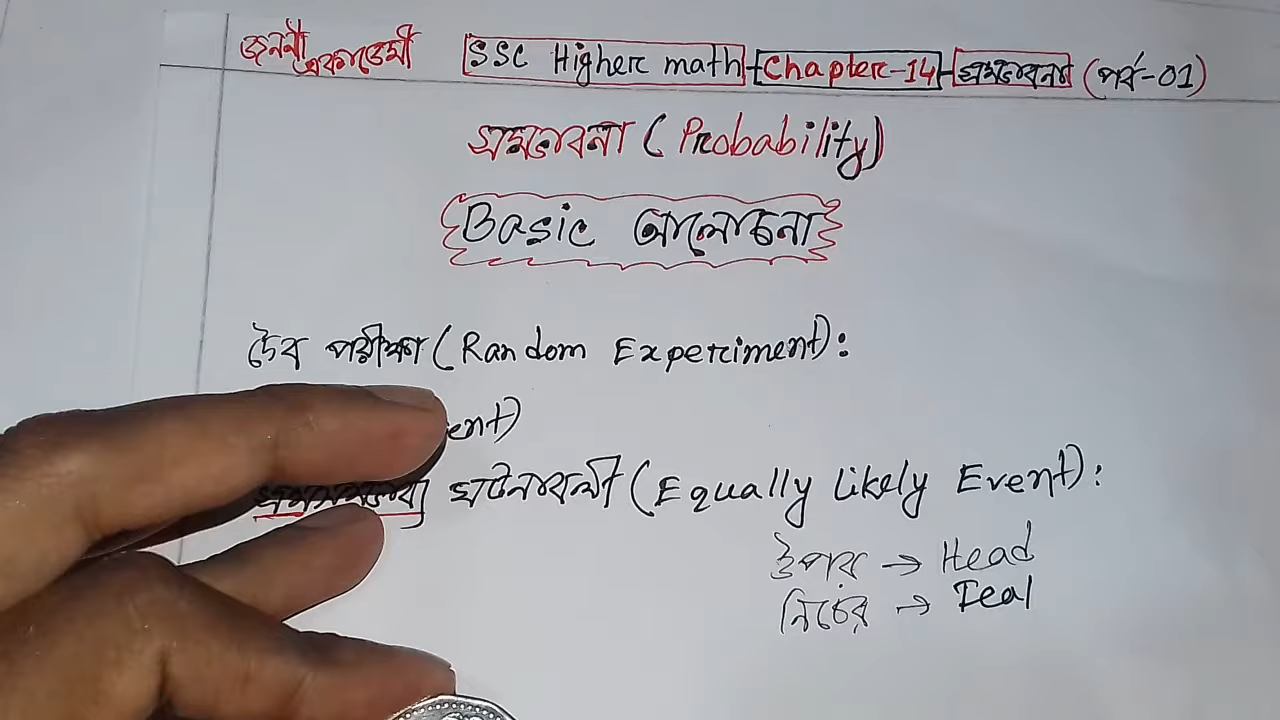 জননী একাডেমী SSC Higher math - Chapter-14 - সম্ভাবনা (পর্ব-01)
সম্ভাবনা (Probability)
Basic আলোচনা
দৈব পরীক্ষা (Random Experiment):
ent)
সমসম্ভাব্য ঘটনাবলী (Equally Likely Event):
উপরে → Head
নিচের → Teal